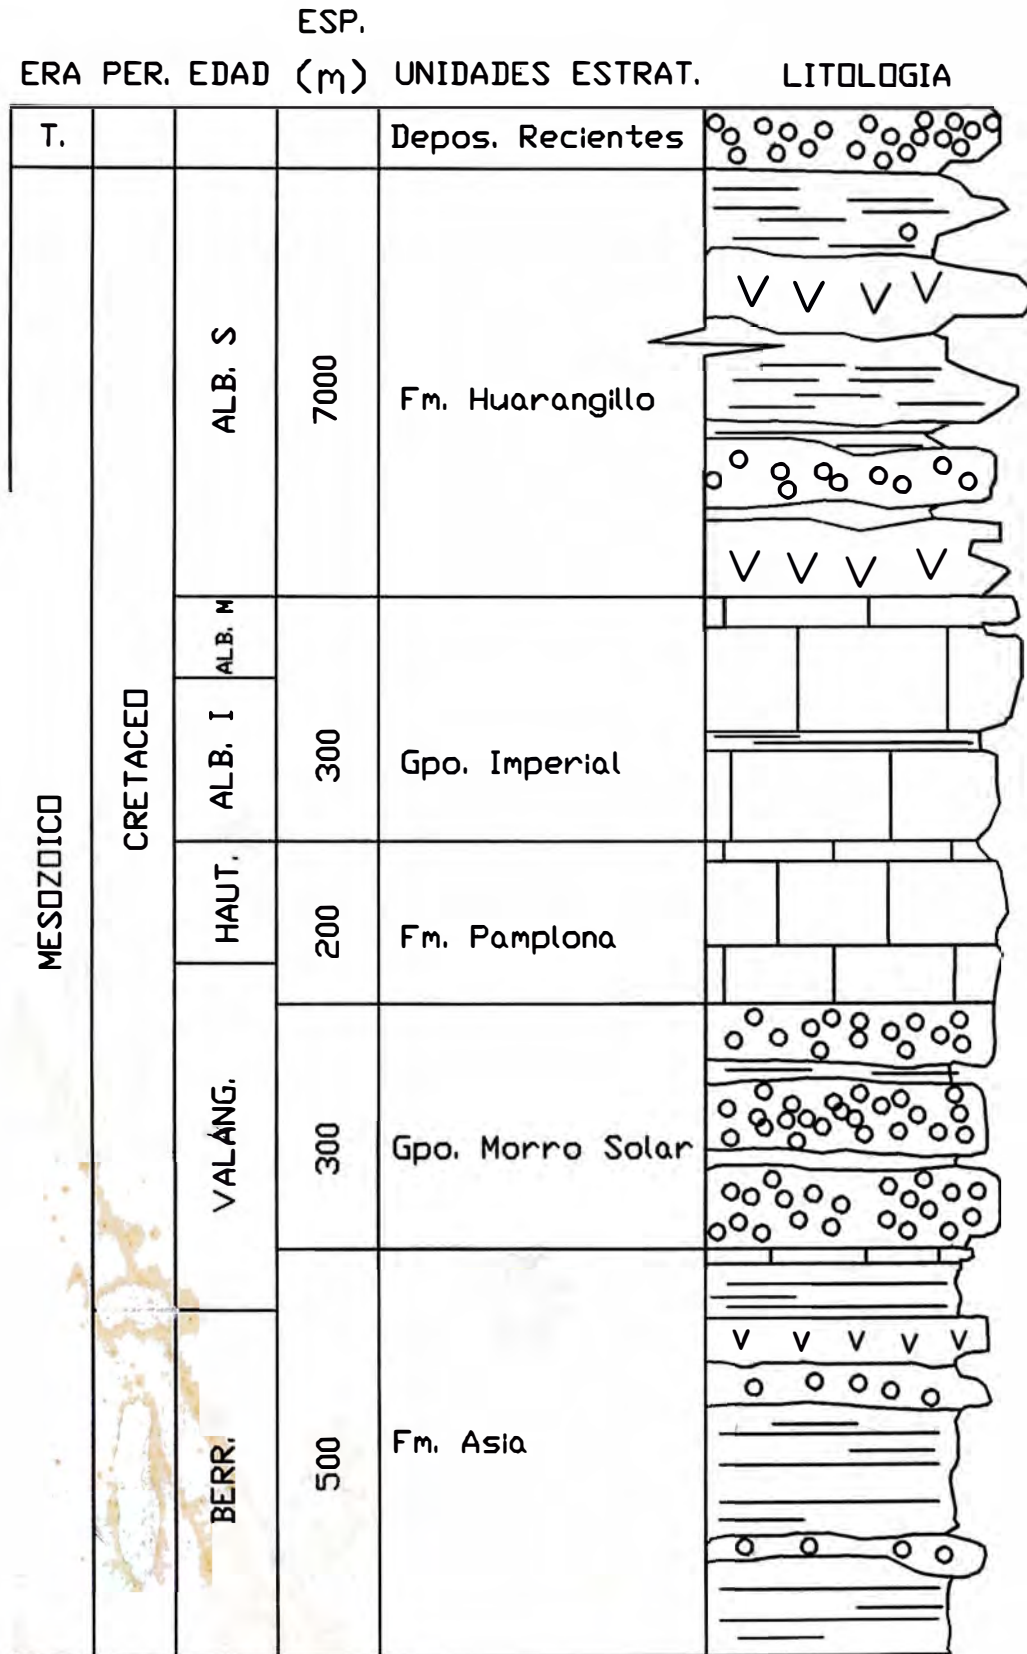 ESP.
ERA PER. EDAD (m) UNIDADES ESTRAT. LITOLOGIA
T. Depos. Recientes
MESOZOICO
CRETACEO
ALB. S 7000 Fm. Huarangillo
ALB. M
ALB. I 300 Gpo. Imperial
HAUT. 200 Fm. Pamplona
VALÁNG. 300 Gpo. Morro Solar
BERR. 500 Fm. Asia